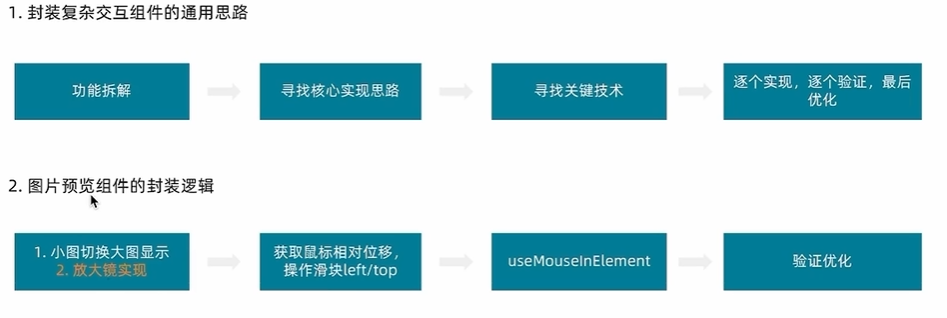 1. 封装复杂交互组件的通用思路
功能拆解
寻找核心实现思路
寻找关键技术
逐个实现，逐个验证，最后
优化
2. 图片预览组件的封装逻辑
1. 小图切换大图显示
2. 放大镜实现
获取鼠标相对位移，
操作滑块left/top
useMouseInElement
验证优化